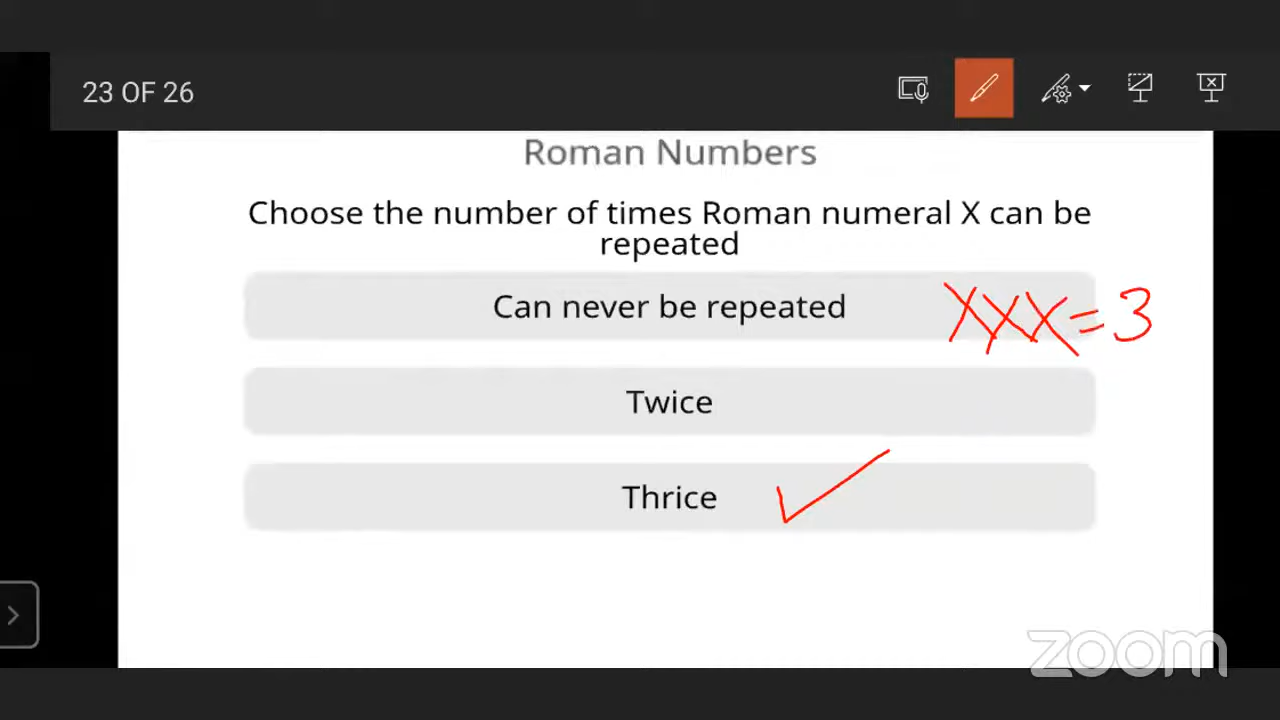 23 OF 26
Roman Numbers
Choose the number of times Roman numeral X can be
repeated
Can never be repeated
XXX=3
Twice
Thrice
zoom